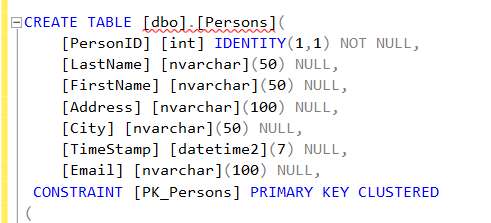 CREATE TABLE [dbo].[Persons](
[PersonID] [int] IDENTITY(1,1) NOT NULL,
[LastName] [nvarchar](50) NULL,
[FirstName] [nvarchar](50) NULL,
[Address] [nvarchar](100) NULL,
[City] [nvarchar](50) NULL,
[TimeStamp] [datetime2](7) NULL,
[Email] [nvarchar](100) NULL,
CONSTRAINT [PK_Persons] PRIMARY KEY CLUSTERED
(